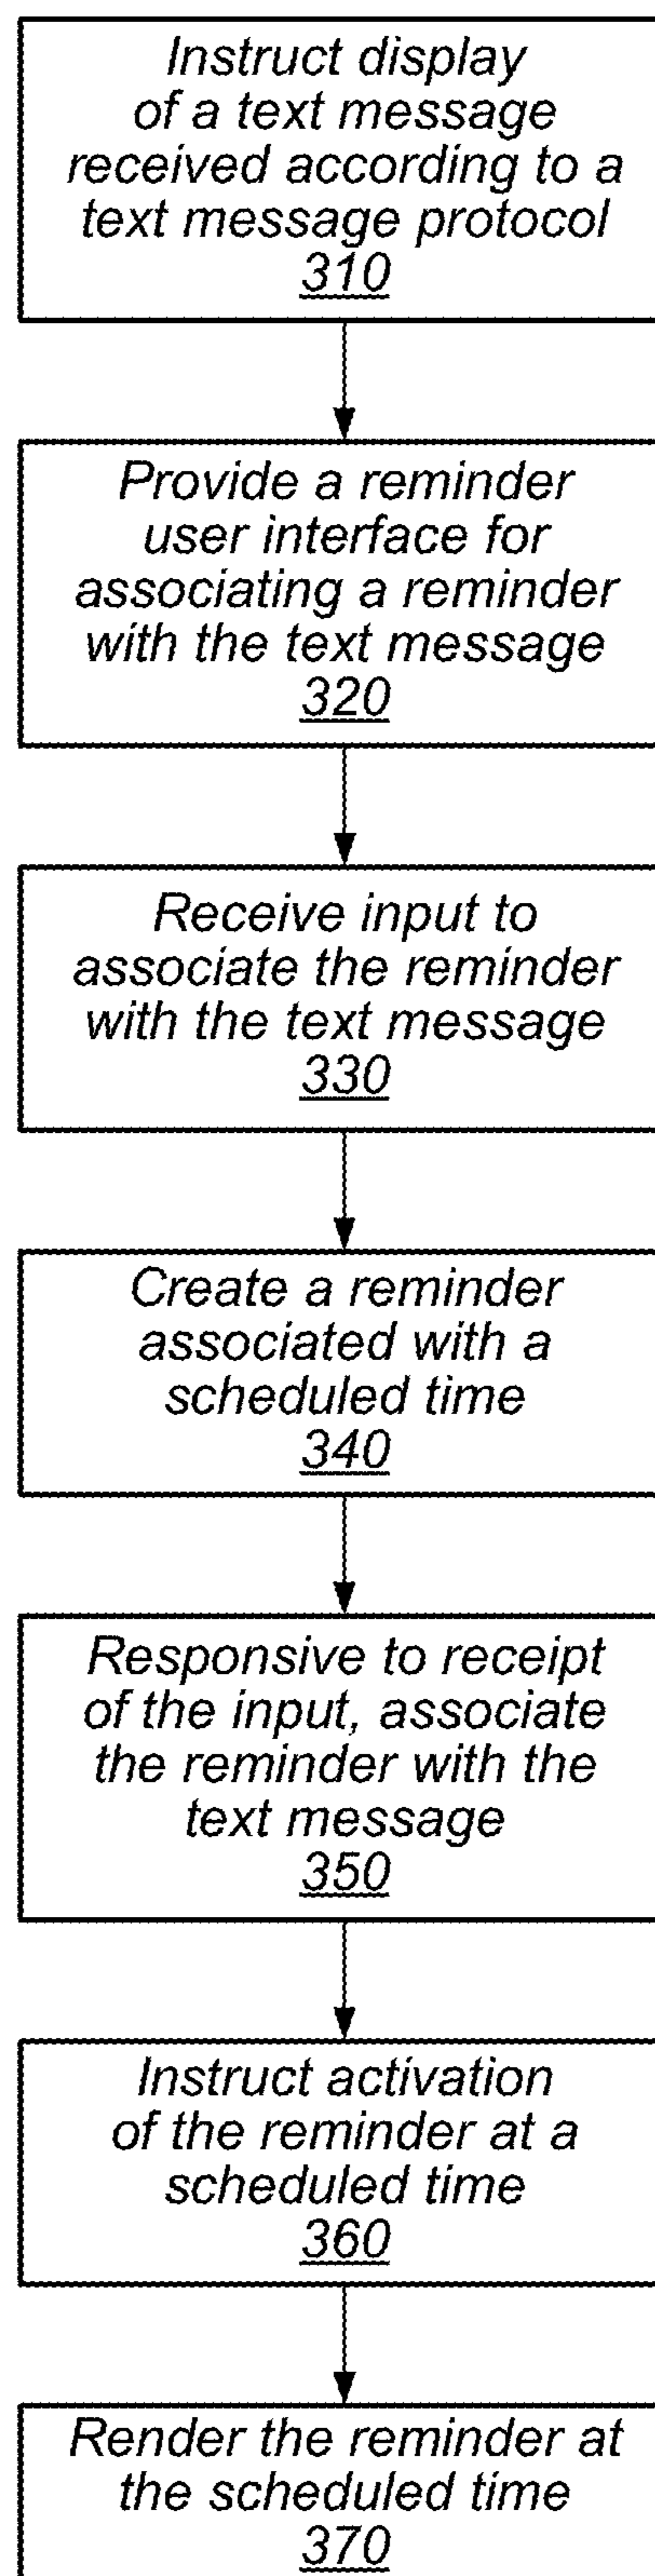 Instruct display
of a text message
received according to a
text message protocol
310
Provide a reminder
user interface for
associating a reminder
with the text message
320
Receive input to
associate the reminder
with the text message
330
Create a reminder
associated with a
scheduled time
340
Responsive to receipt
of the input, associate
the reminder with the
text message
350
Instruct activation
of the reminder at a
scheduled time
360
Render the reminder at
the scheduled time
370